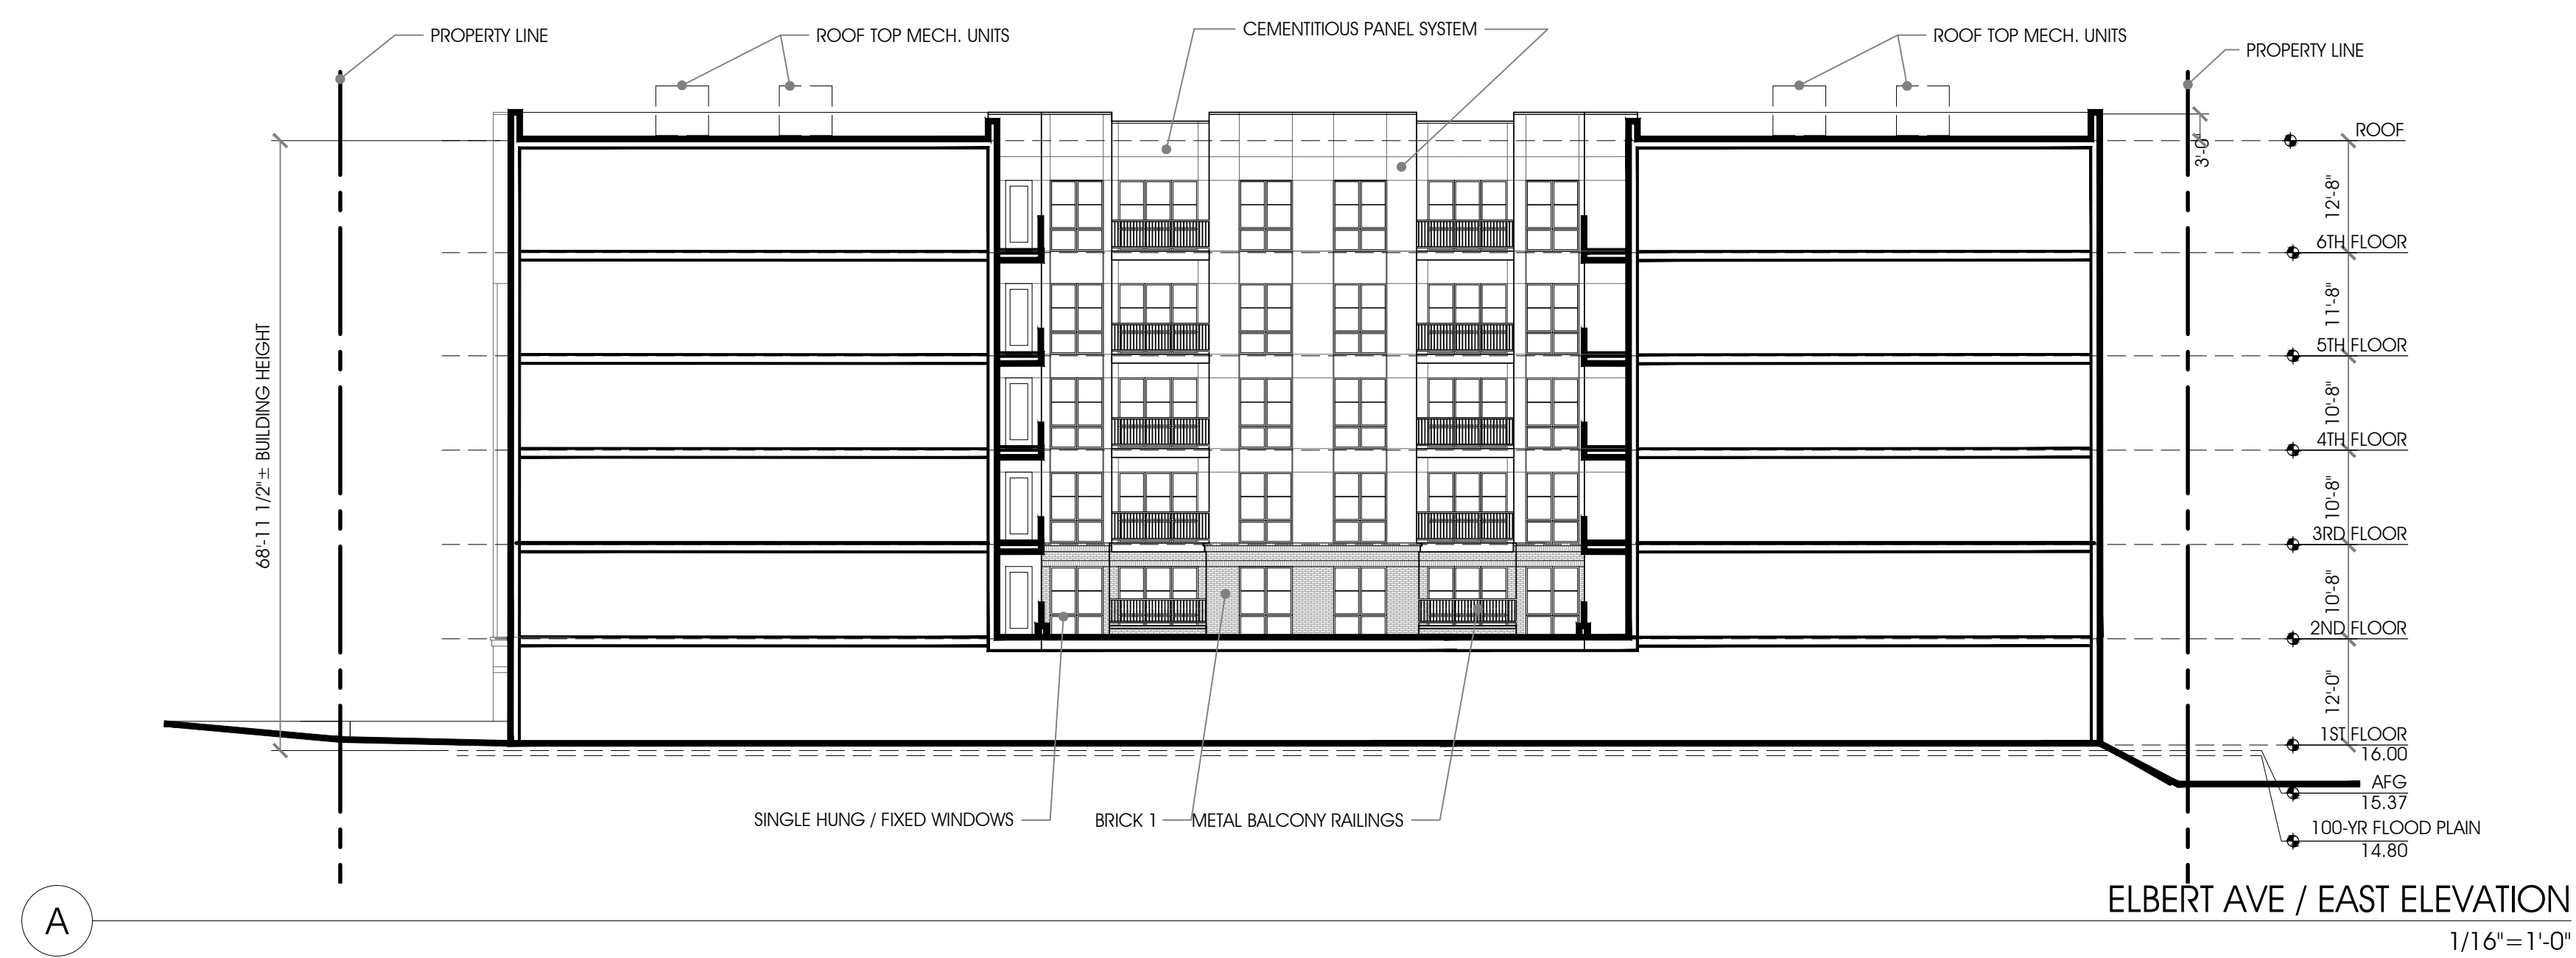 PROPERTY LINE
ROOF TOP MECH. UNITS
CEMENTITIOUS PANEL SYSTEM
ROOF TOP MECH. UNITS
PROPERTY LINE
ROOF
3'-0"
12'-8"
6TH FLOOR
11'-8"
5TH FLOOR
10'-8"
4TH FLOOR
10'-8"
3RD FLOOR
10'-8"
2ND FLOOR
12'-0"
1ST FLOOR
16.00
AFG
15.37
100-YR FLOOD PLAIN
14.80
68'-11 1/2"± BUILDING HEIGHT
SINGLE HUNG / FIXED WINDOWS
BRICK 1
METAL BALCONY RAILINGS
A
ELBERT AVE / EAST ELEVATION
1/16"=1'-0"